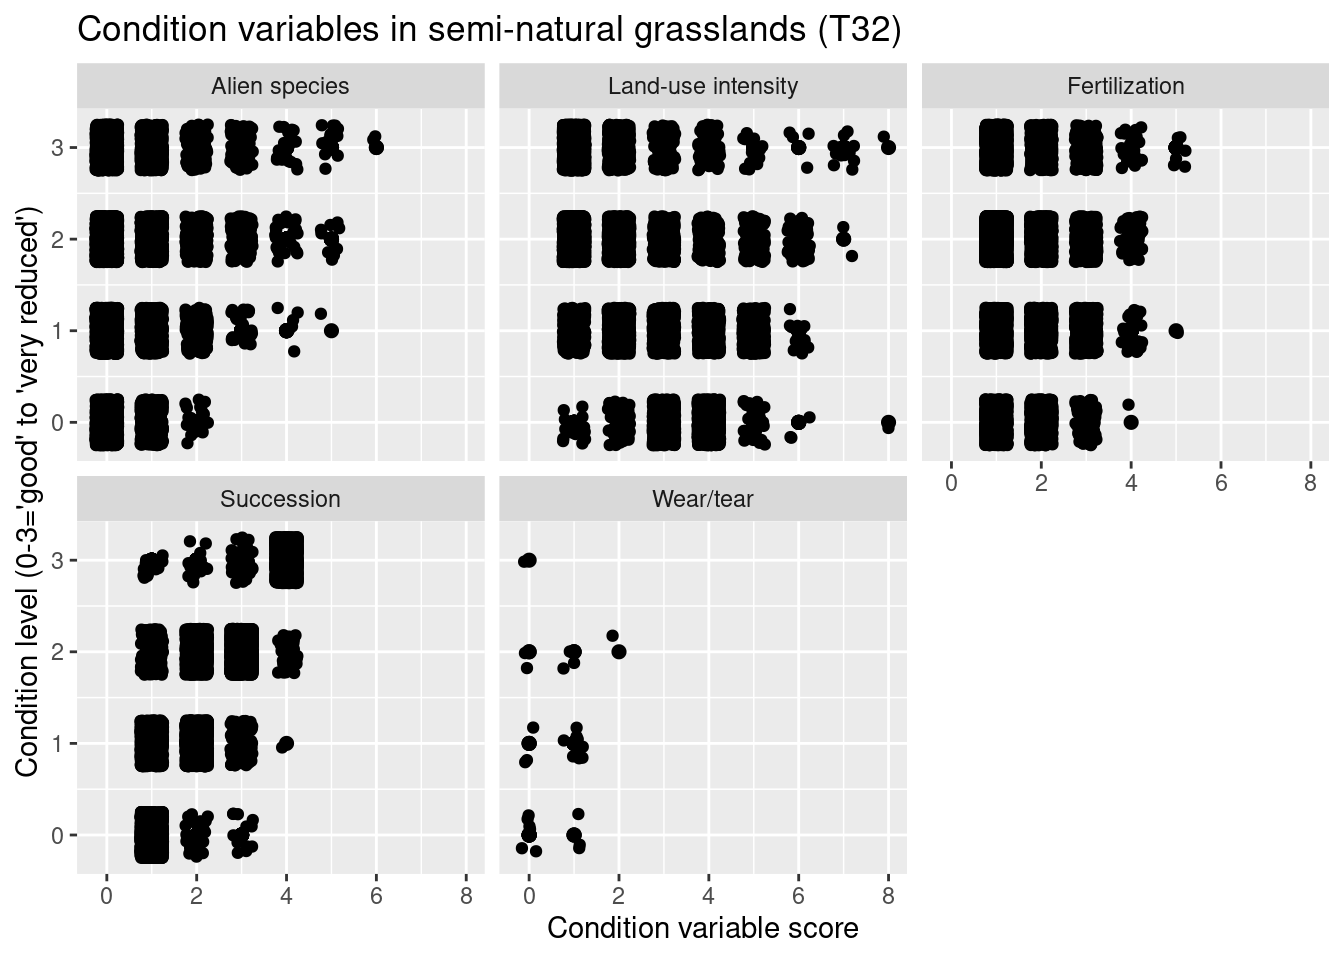 Condition variables in semi-natural grasslands (T32)
Alien species
Land-use intensity
Fertilization
3
2
1
0
0 2 4 6 8
Succession
Wear/tear
3
2
1
0
0 2 4 6 8
0 2 4 6 8
Condition variable score
Condition level (0-3='good' to 'very reduced')